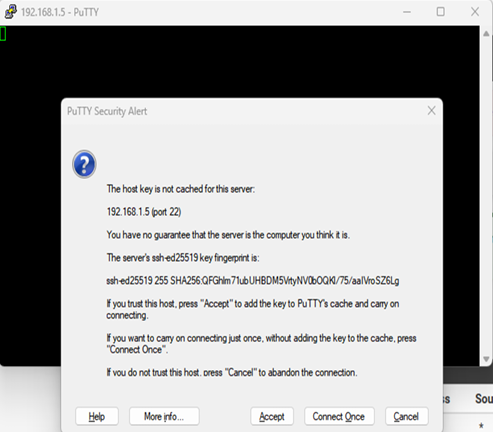 192.168.1.5 - PuTTY
PuTTY Security Alert
The host key is not cached for this server:
192.168.1.5 (port 22)
You have no guarantee that the server is the computer you think it is.
The server's ssh-ed25519 key fingerprint is:
ssh-ed25519 255 SHA256:QFGhlm71ubUHBDM5VrtyNV0bOQKI/75/aalVroSZ6Lg
If you trust this host, press "Accept" to add the key to PuTTY's cache and carry on
connecting.
If you want to carry on connecting just once, without adding the key to the cache, press
"Connect Once".
If you do not trust this host, press "Cancel" to abandon the connection.
Help More info... Accept Connect Once Cancel
ss Sou
*